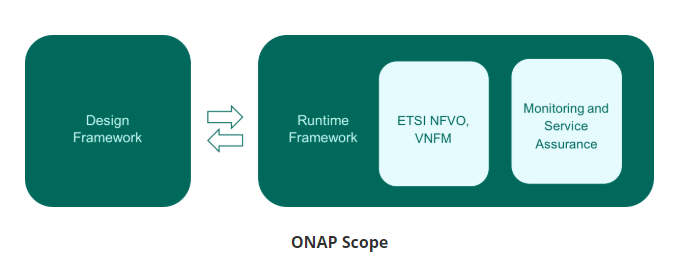 Design
Framework
Runtime
Framework
ETSI NFVO,
VNFM
Monitoring and
Service
Assurance
ONAP Scope